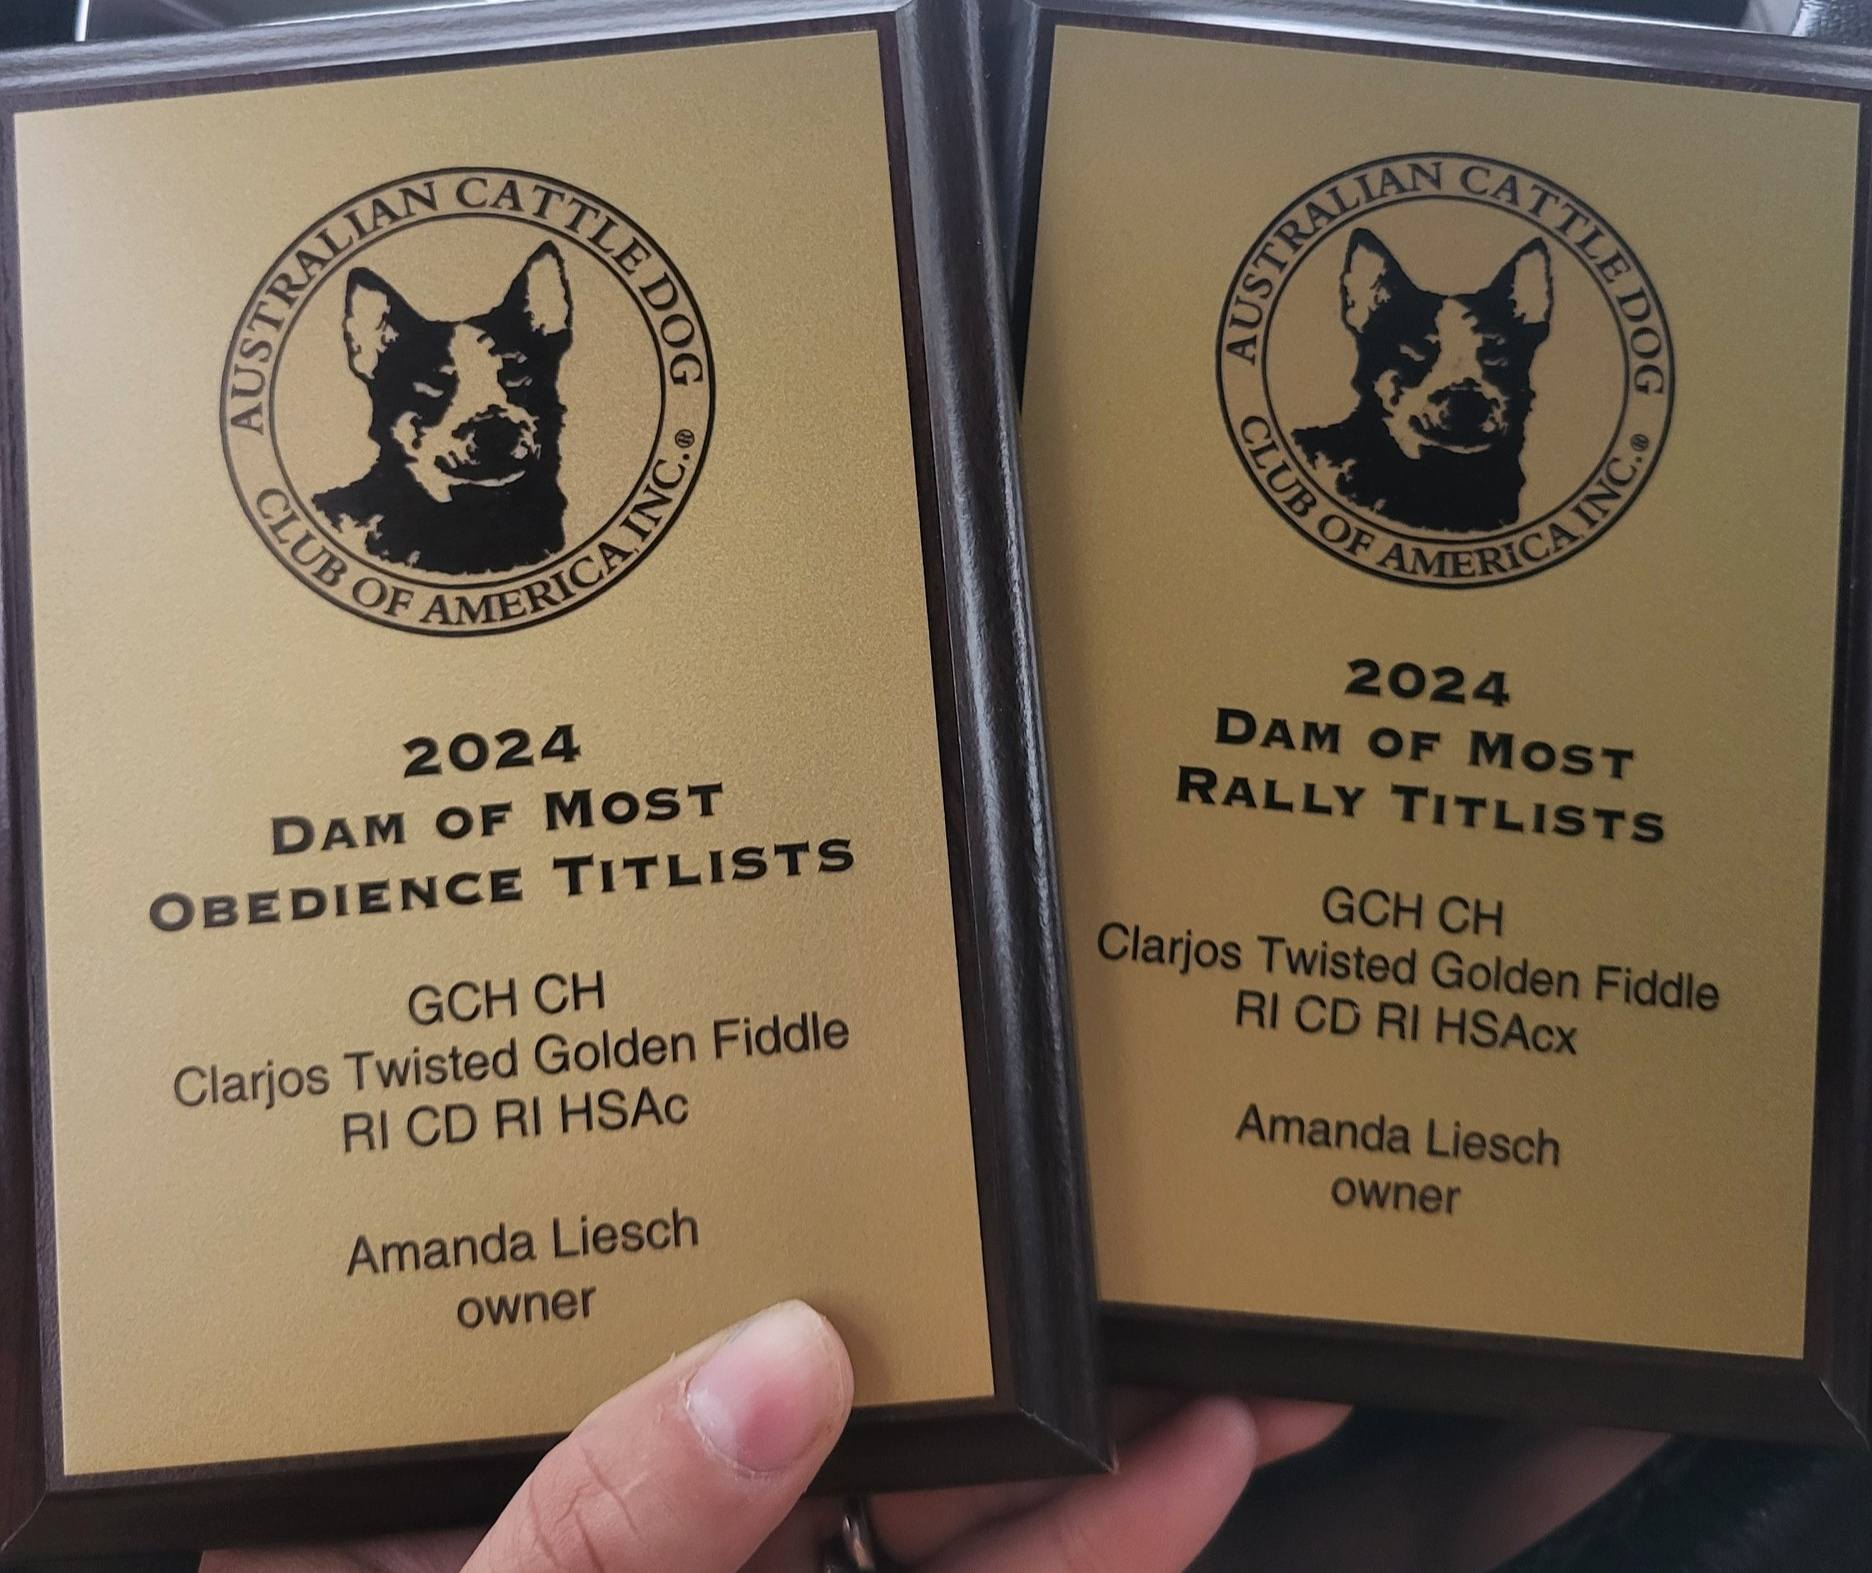 AUSTRALIAN CATTLE DOG
CLUB OF AMERICA, INC.®
2024
DAM OF MOST
OBEDIENCE TITLISTS
GCH CH
Clarjos Twisted Golden Fiddle
RI CD RI HSAc
Amanda Liesch
owner
AUSTRALIAN CATTLE DOG
CLUB OF AMERICA, INC.®
2024
DAM OF MOST
RALLY TITLISTS
GCH CH
Clarjos Twisted Golden Fiddle
RI CD RI HSAcx
Amanda Liesch
owner